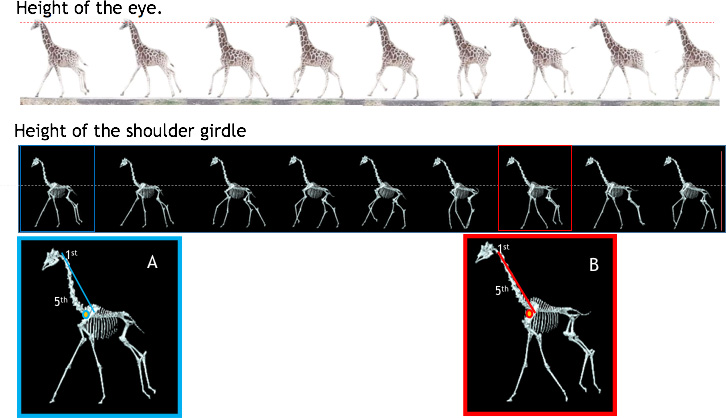 Height of the eye.
Height of the shoulder girdle
1st
A
5th
1st
B
5th